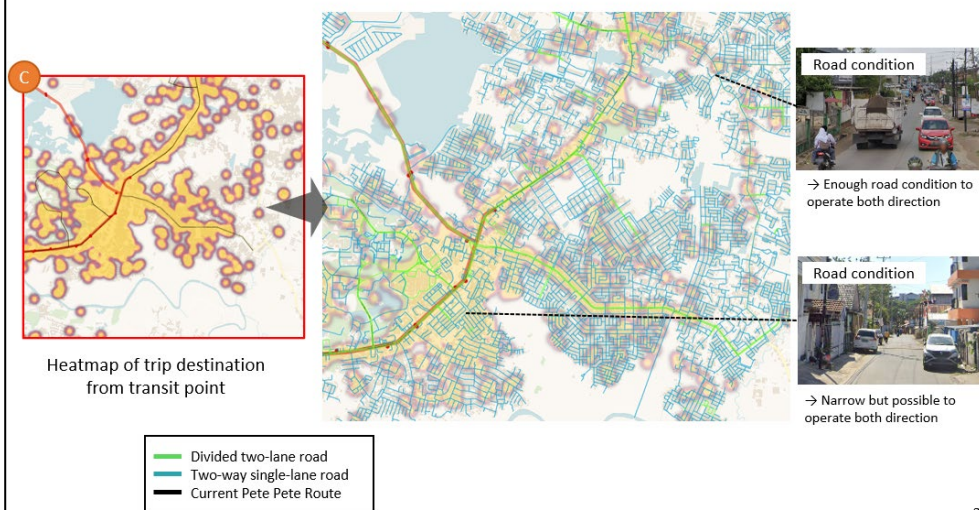 C
Heatmap of trip destination
from transit point
Road condition
→ Enough road condition to
operate both direction
Road condition
→ Narrow but possible to
operate both direction
Divided two-lane road
Two-way single-lane road
Current Pete Pete Route